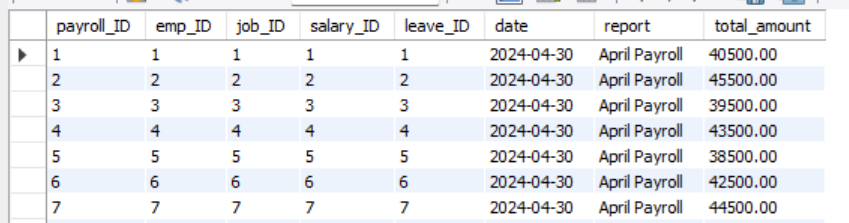 payroll_ID emp_ID job_ID salary_ID leave_ID date report total_amount
1 1 1 1 1 2024-04-30 April Payroll 40500.00
2 2 2 2 2 2024-04-30 April Payroll 45500.00
3 3 3 3 3 2024-04-30 April Payroll 39500.00
4 4 4 4 4 2024-04-30 April Payroll 43500.00
5 5 5 5 5 2024-04-30 April Payroll 38500.00
6 6 6 6 6 2024-04-30 April Payroll 42500.00
7 7 7 7 7 2024-04-30 April Payroll 44500.00